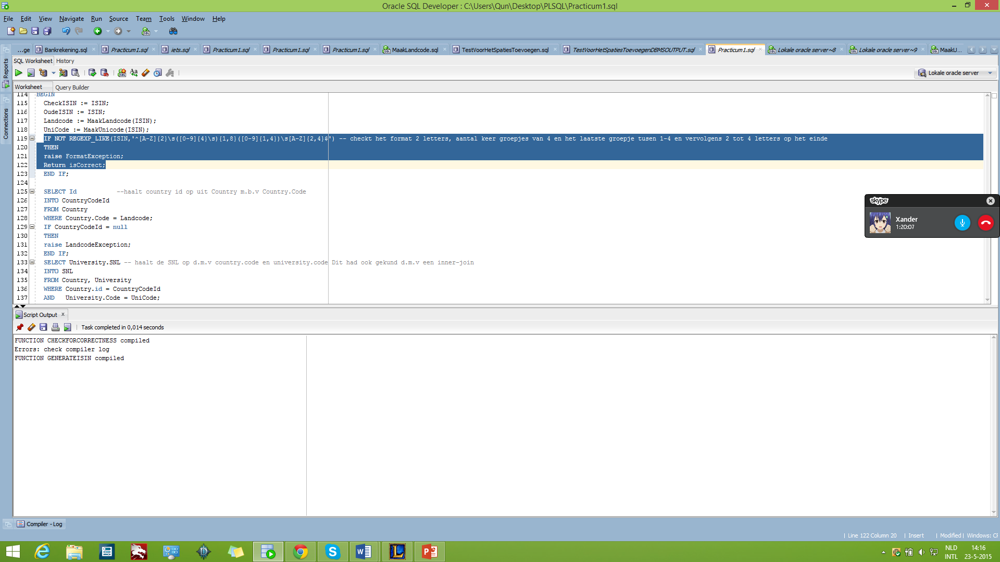 Oracle SQL Developer : C:\Users\Qun\Desktop\PLSQL\Practicum1.sql
File Edit View Navigate Run Source Team Tools Window Help
...ge Bankrekening.sql Practicum1.sql iets.sql Practicum1.sql Practicum1.sql Practicum1.sql MaakLandcode.sql TestVoorHetSpatiesToevoegen.sql TestVoorHetSpatiesToevoegenDBMSOUTPUT.sql Practicum1.sql Lokale oracle server~8 Lokale oracle server~9 MaakU...
Reports
Connections
SQL Worksheet History
Lokale oracle server
Worksheet Query Builder
114 BEGIN
115 CheckISIN := ISIN;
116 OudeISIN := ISIN;
117 Landcode := MaakLandcode(ISIN);
118 UniCode := MaakUnicode(ISIN);
119 IF NOT REGEXP_LIKE(ISIN,'^[A-Z]{2}\s([0-9]{4}\s){1,8}([0-9]{1,4})\s[A-Z]{2,4}$') -- checkt het format 2 letters, aantal keer groepjes van 4 en het laatste groepje tusen 1-4 en vervolgens 2 tot 4 letters op het einde
120 THEN
121 raise FormatException;
122 Return isCorrect;
123 END IF;
124
125 SELECT Id --haalt country id op uit Country m.b.v Country.Code
126 INTO CountryCodeId
127 FROM Country
128 WHERE Country.Code = Landcode;
129 IF CountryCodeId = null
130 THEN
131 raise LandcodeException;
132 END IF;
133 SELECT University.SNL -- haalt de SNL op d.m.v country.code en university.code Dit had ook gekund d.m.v een inner-join
134 INTO SNL
135 FROM Country, University
136 WHERE Country.id = CountryCodeId
137 AND University.Code = UniCode;
skype
Xander
1:20:07
Script Output
Task completed in 0,014 seconds
FUNCTION CHECKFORCORRECTNESS compiled
Errors: check compiler log
FUNCTION GENERATEISIN compiled
Compiler - Log
Line 122 Column 20 Insert Modified Windows: CF
NLD 14:16
INTL 23-5-2015